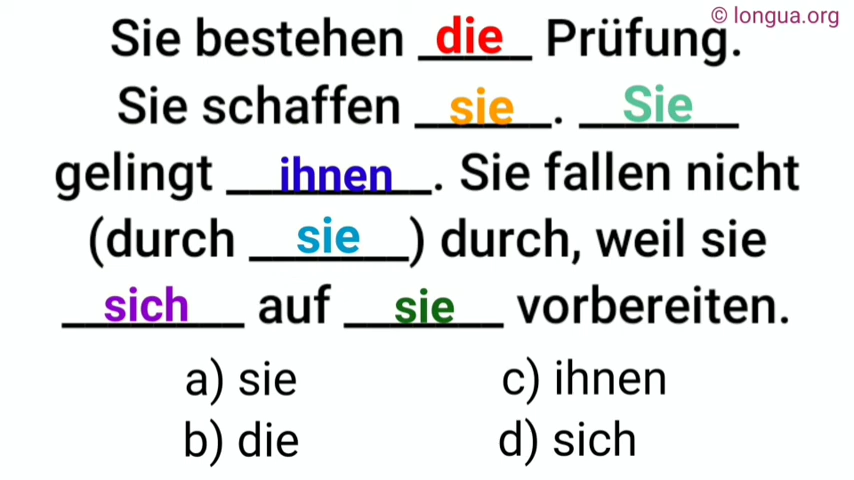 © longua.org
Sie bestehen die Prüfung.
Sie schaffen sie. Sie
gelingt ihnen. Sie fallen nicht
(durch sie) durch, weil sie
sich auf sie vorbereiten.
a) sie c) ihnen
b) die d) sich